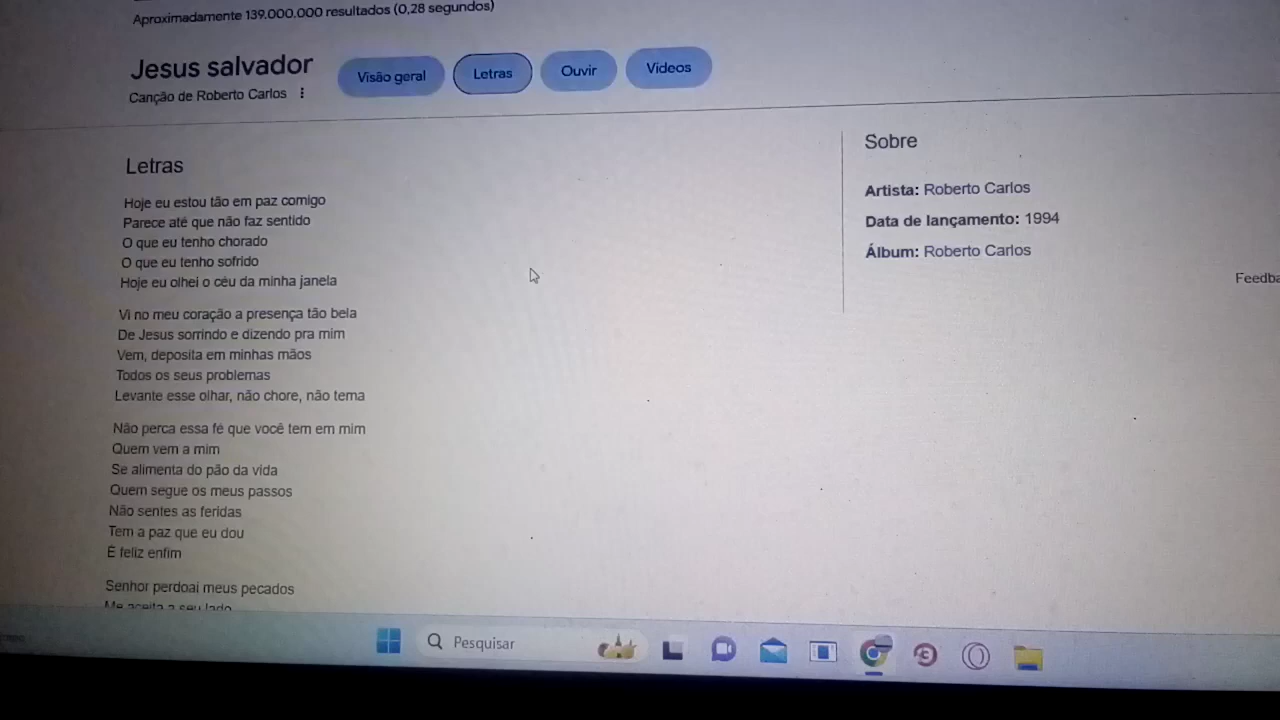 Aproximadamente 139.000.000 resultados (0,28 segundos)
Jesus salvador
Canção de Roberto Carlos
Visão geral
Letras
Ouvir
Vídeos
Letras
Hoje eu estou tão em paz comigo
Parece até que não faz sentido
O que eu tenho chorado
O que eu tenho sofrido
Hoje eu olhei o céu da minha janela
Vi no meu coração a presença tão bela
De Jesus sorrindo e dizendo pra mim
Vem, deposita em minhas mãos
Todos os seus problemas
Levante esse olhar, não chore, não tema
Não perca essa fé que você tem em mim
Quem vem a mim
Se alimenta do pão da vida
Quem segue os meus passos
Não sentes as feridas
Tem a paz que eu dou
É feliz enfim
Senhor perdoai meus pecados
Me aceita a seu lado
Sobre
Artista: Roberto Carlos
Data de lançamento: 1994
Álbum: Roberto Carlos
Feedba
Pesquisar